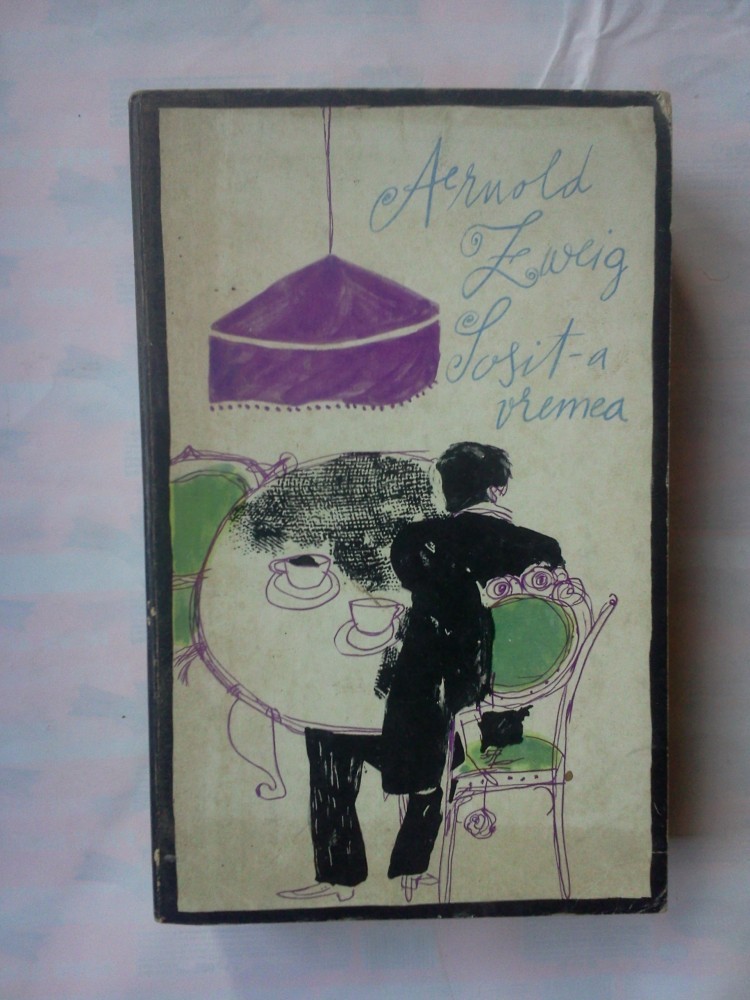 Arnold
Zweig
Sosit-a
vremea